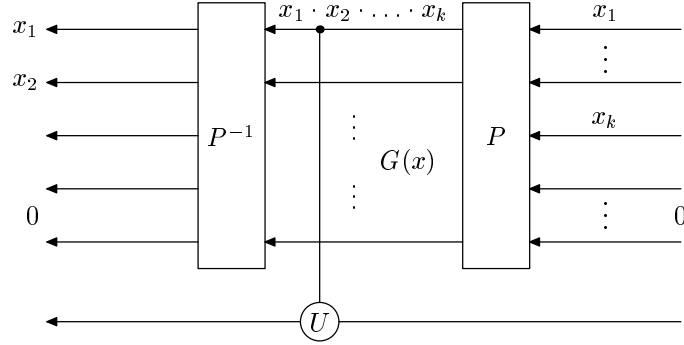 x₁ · x₂ · . . . · xₖ
x₁
x₁
⋮
x₂
xₖ
P⁻¹
⋮
P
G(x)
⋮
0
⋮
0
U